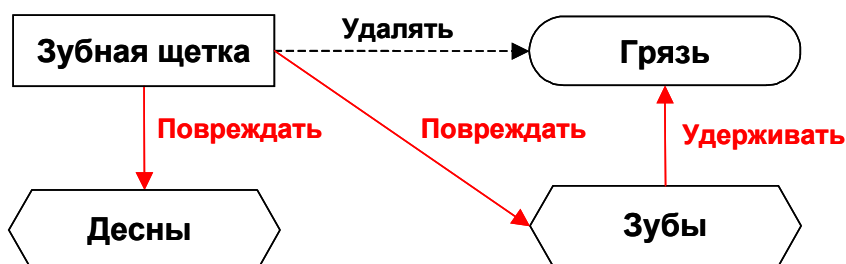 Удалять
Зубная щетка
Грязь
Повреждать
Повреждать
Удерживать
Десны
Зубы